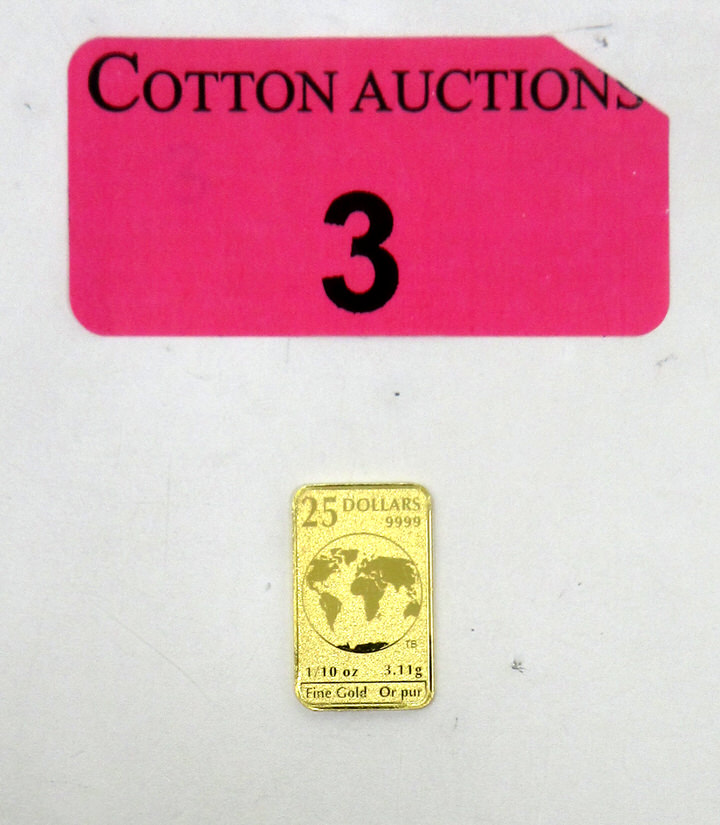 COTTON AUCTIONS
3
25 DOLLARS
9999
TB
1/10 oz 3.11g
Fine Gold Or pur